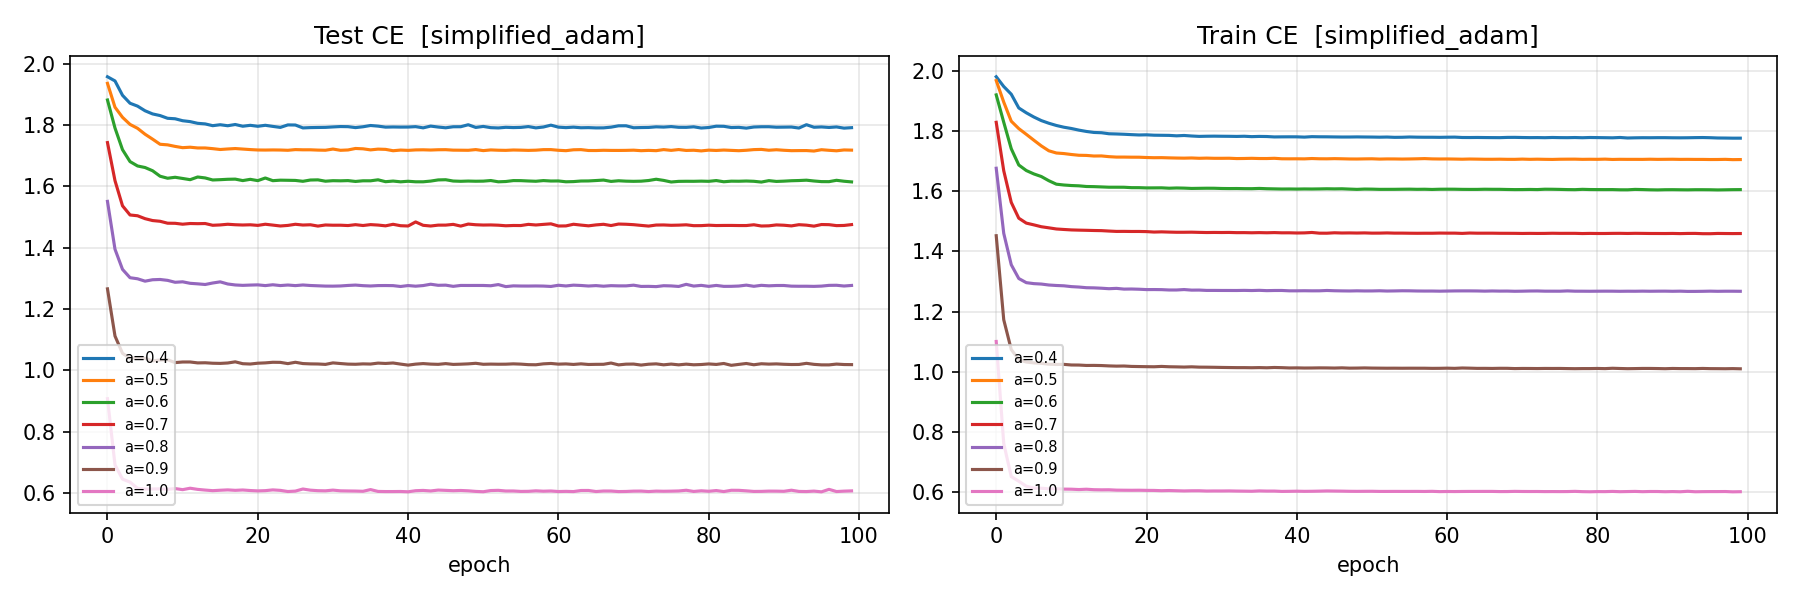 Test CE [simplified_adam]
2.0
1.8
1.6
1.4
1.2
1.0
0.8
0.6
a=0.4
a=0.5
a=0.6
a=0.7
a=0.8
a=0.9
a=1.0
0 20 40 60 80 100
epoch
Train CE [simplified_adam]
2.0
1.8
1.6
1.4
1.2
1.0
0.8
0.6
a=0.4
a=0.5
a=0.6
a=0.7
a=0.8
a=0.9
a=1.0
0 20 40 60 80 100
epoch